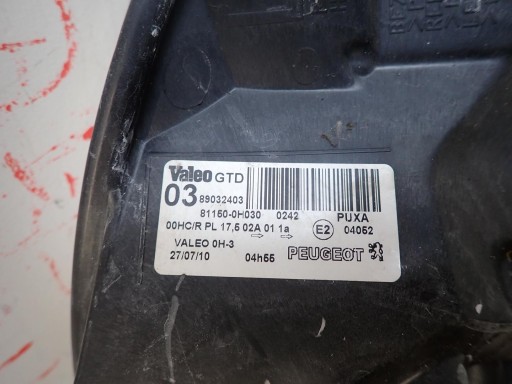 Valeo GTD
03 89032403
81150-0H030 0242 PUXA
00HC/R PL 17,5 02A 01 1a E2 04052
VALEO 0H-3
27/07/10 04h55 PEUGEOT